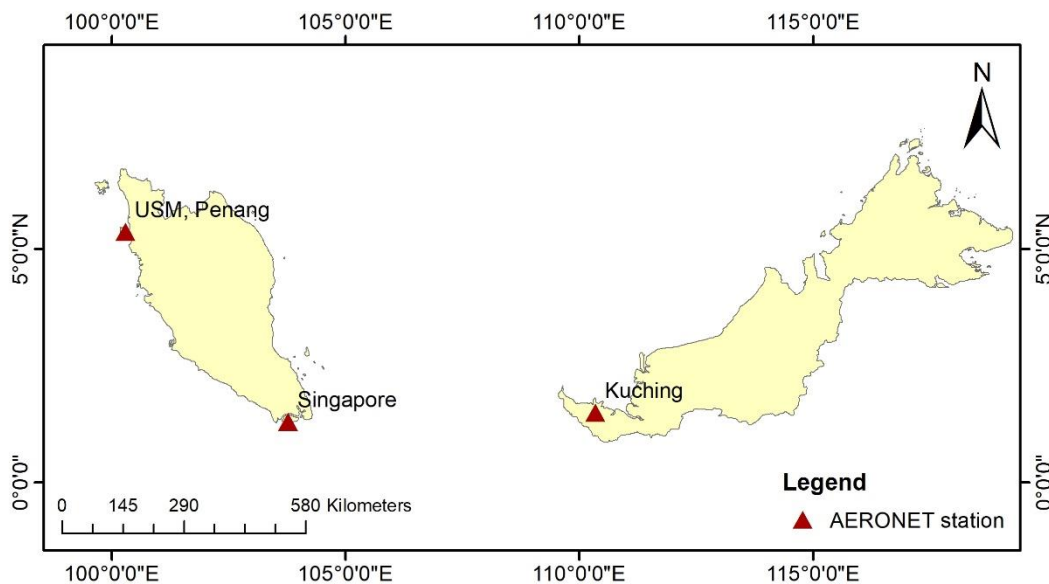 100°0'0"E 105°0'0"E 110°0'0"E 115°0'0"E
N
USM, Penang
5°0'0"N 5°0'0"N
Kuching
Singapore
0°0'0" 0°0'0"
Legend
0 145 290 580 Kilometers
AERONET station
100°0'0"E 105°0'0"E 110°0'0"E 115°0'0"E